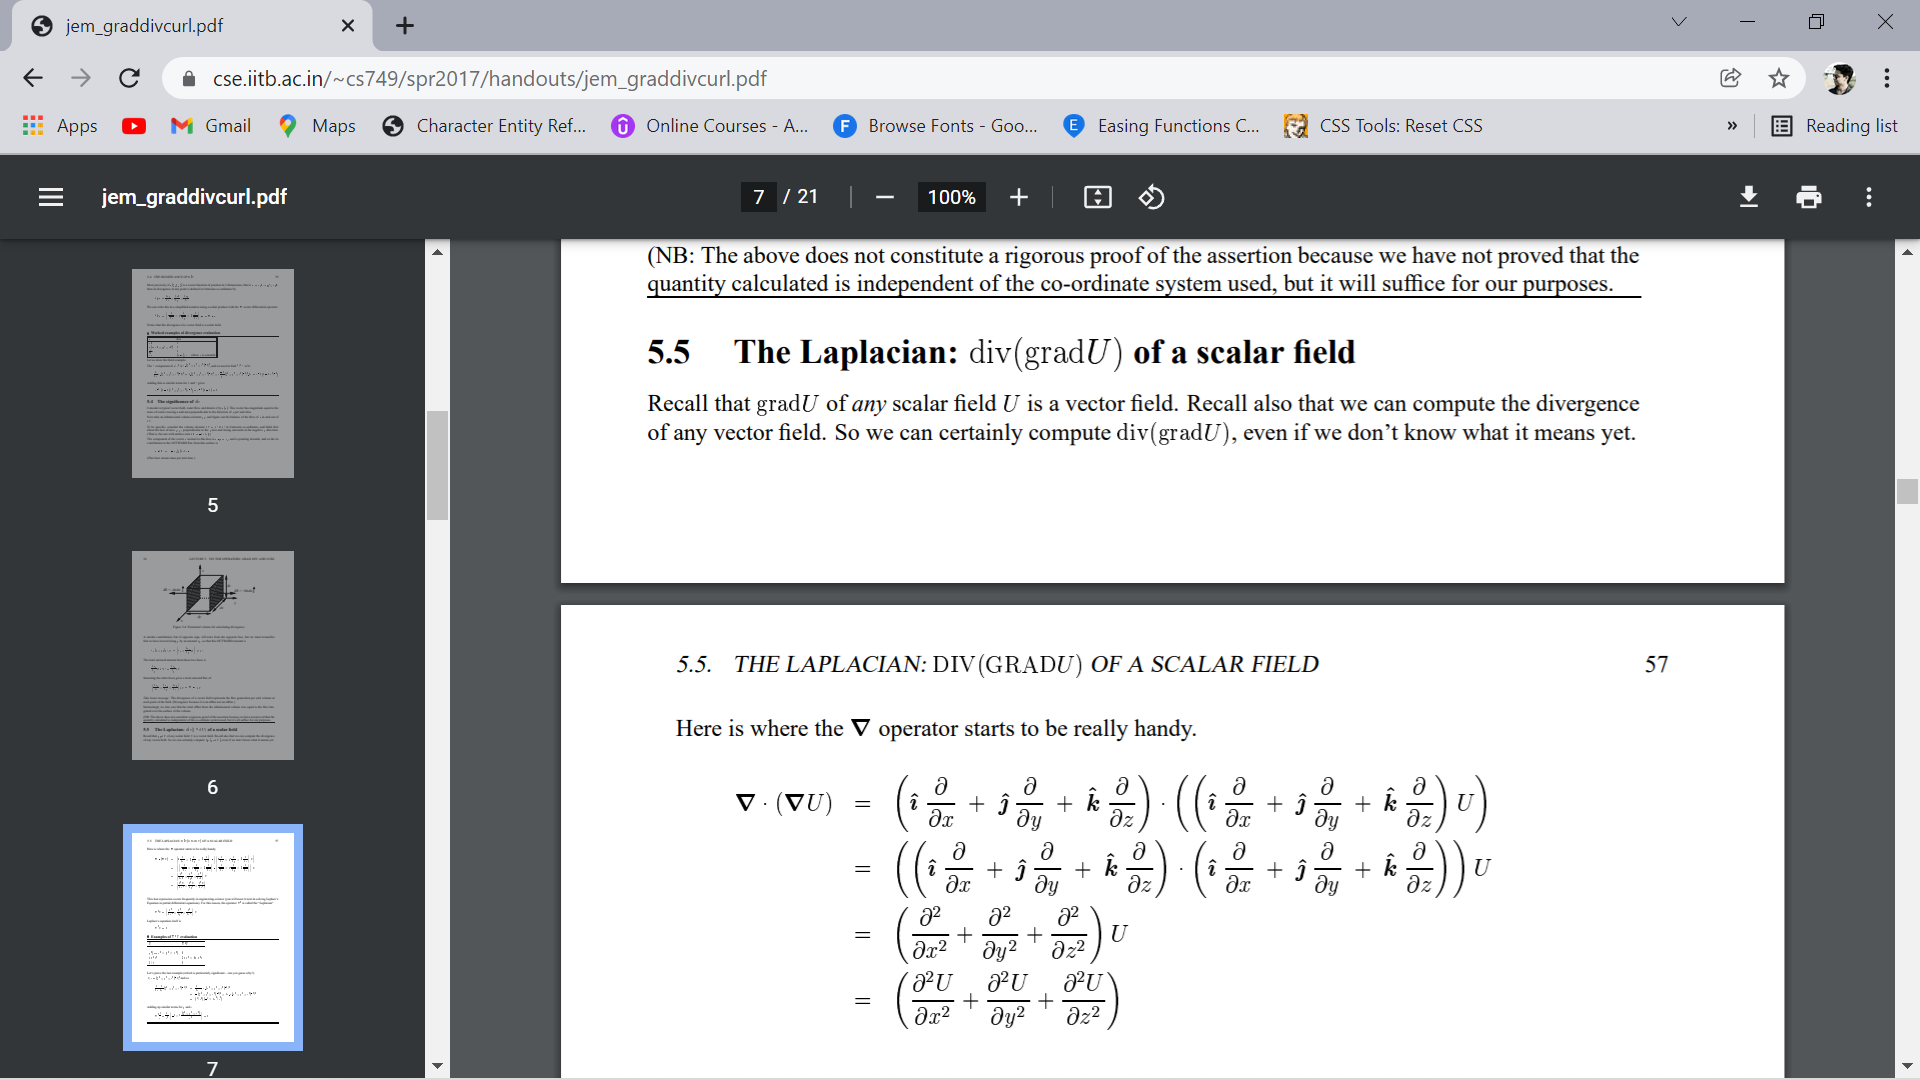 jem_graddivcurl.pdf
cse.iitb.ac.in/~cs749/spr2017/handouts/jem_graddivcurl.pdf
Apps Gmail Maps Character Entity Ref... Online Courses - A... Browse Fonts - Goo... Easing Functions C... CSS Tools: Reset CSS » Reading list
jem_graddivcurl.pdf 7 / 21 100%
5
6
7
(NB: The above does not constitute a rigorous proof of the assertion because we have not proved that the
quantity calculated is independent of the co-ordinate system used, but it will suffice for our purposes.
5.5 The Laplacian: div(gradU) of a scalar field
Recall that gradU of any scalar field U is a vector field. Recall also that we can compute the divergence
of any vector field. So we can certainly compute div(gradU), even if we don't know what it means yet.
5.5. THE LAPLACIAN: DIV(GRADU) OF A SCALAR FIELD 57
Here is where the ∇ operator starts to be really handy.
∇ · (∇U) = (î ∂/∂x + ĵ ∂/∂y + k̂ ∂/∂z) · ((î ∂/∂x + ĵ ∂/∂y + k̂ ∂/∂z) U)
= ((î ∂/∂x + ĵ ∂/∂y + k̂ ∂/∂z) · (î ∂/∂x + ĵ ∂/∂y + k̂ ∂/∂z)) U
= (∂²/∂x² + ∂²/∂y² + ∂²/∂z²) U
= (∂²U/∂x² + ∂²U/∂y² + ∂²U/∂z²)